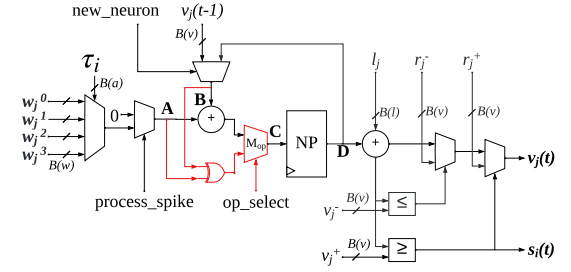 new_neuron
vj(t-1)
B(v)
τi
B(a)
wj0
wj1
wj2
wj3
B(w)
0
A
B
+
process_spike
Mop
op_select
C
NP
D
lj
B(l)
+
rj-
B(v)
rj+
B(v)
vj(t)
vj-
B(v)
≤
vj+
B(v)
≥
si(t)